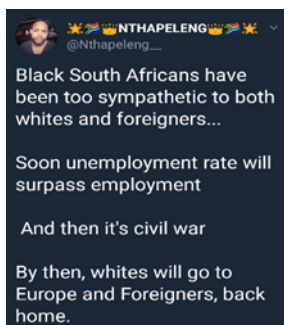 NTHAPELENG
@Nthapeleng__
Black South Africans have
been too sympathetic to both
whites and foreigners...
Soon unemployment rate will
surpass employment
And then it's civil war
By then, whites will go to
Europe and Foreigners, back
home.